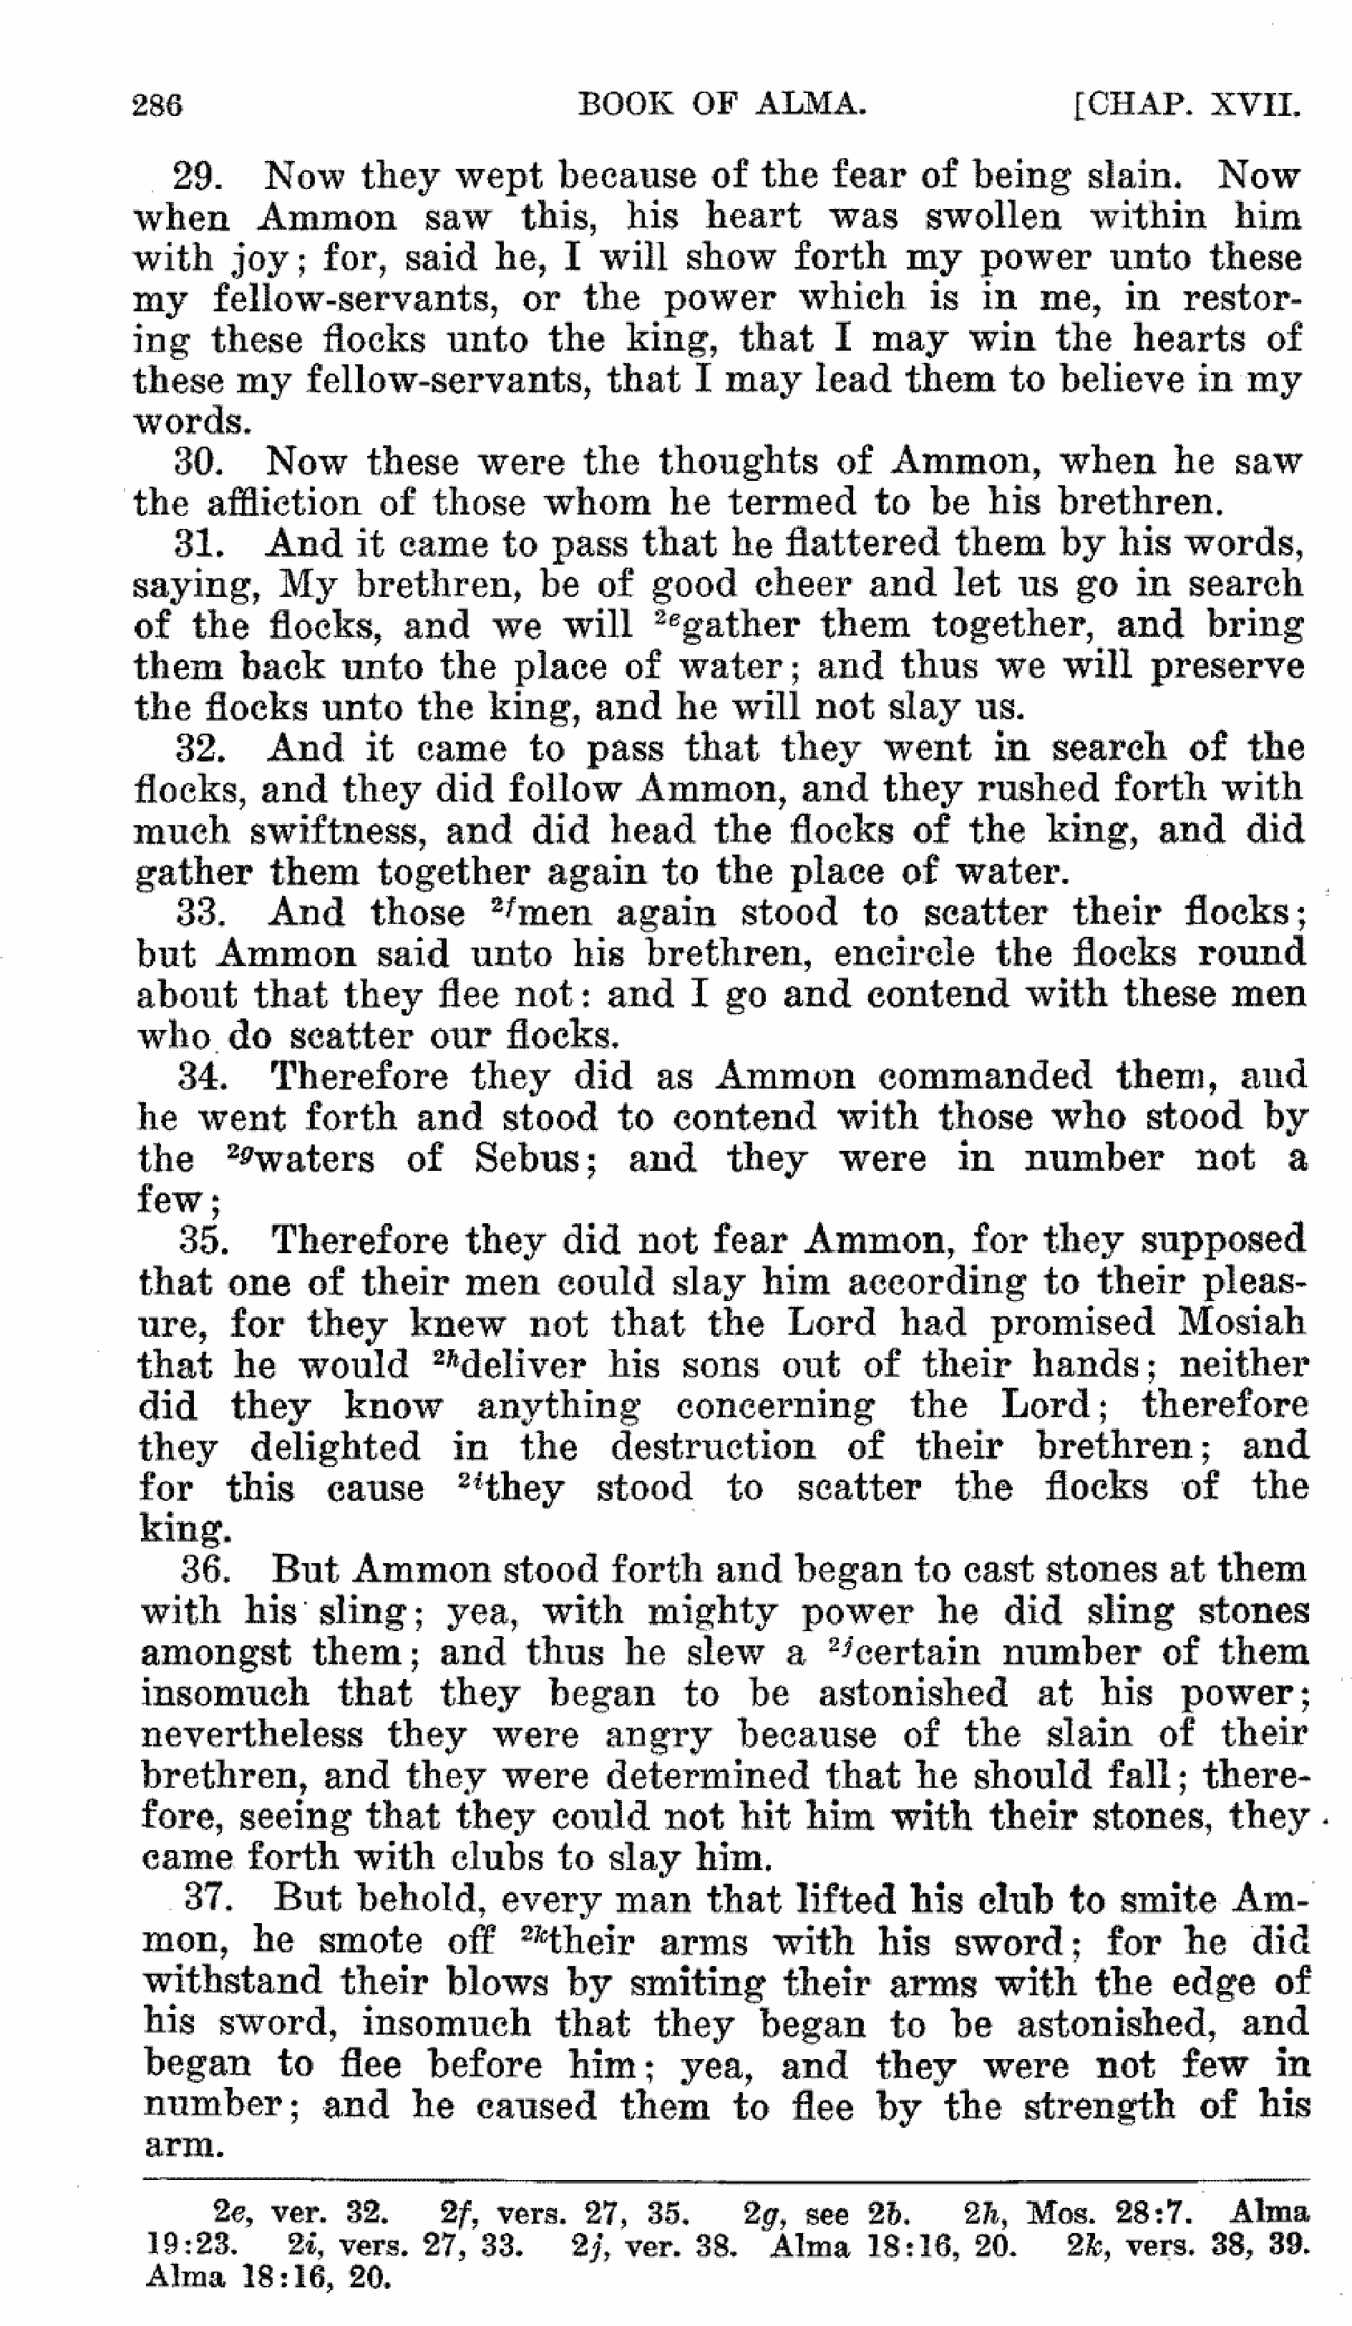 286 BOOK OF ALMA. [CHAP. XVII.
29. Now they wept because of the fear of being slain. Now
when Ammon saw this, his heart was swollen within him
with joy; for, said he, I will show forth my power unto these
my fellow-servants, or the power which is in me, in restor-
ing these flocks unto the king, that I may win the hearts of
these my fellow-servants, that I may lead them to believe in my
words.
30. Now these were the thoughts of Ammon, when he saw
the affliction of those whom he termed to be his brethren.
31. And it came to pass that he flattered them by his words,
saying, My brethren, be of good cheer and let us go in search
of the flocks, and we will 2egather them together, and bring
them back unto the place of water; and thus we will preserve
the flocks unto the king, and he will not slay us.
32. And it came to pass that they went in search of the
flocks, and they did follow Ammon, and they rushed forth with
much swiftness, and did head the flocks of the king, and did
gather them together again to the place of water.
33. And those 2fmen again stood to scatter their flocks;
but Ammon said unto his brethren, encircle the flocks round
about that they flee not: and I go and contend with these men
who do scatter our flocks.
34. Therefore they did as Ammon commanded them, and
he went forth and stood to contend with those who stood by
the 2gwaters of Sebus; and they were in number not a
few;
35. Therefore they did not fear Ammon, for they supposed
that one of their men could slay him according to their pleas-
ure, for they knew not that the Lord had promised Mosiah
that he would 2hdeliver his sons out of their hands; neither
did they know anything concerning the Lord; therefore
they delighted in the destruction of their brethren; and
for this cause 2ithey stood to scatter the flocks of the
king.
36. But Ammon stood forth and began to cast stones at them
with his sling; yea, with mighty power he did sling stones
amongst them; and thus he slew a 2jcertain number of them
insomuch that they began to be astonished at his power;
nevertheless they were angry because of the slain of their
brethren, and they were determined that he should fall; there-
fore, seeing that they could not hit him with their stones, they
came forth with clubs to slay him.
37. But behold, every man that lifted his club to smite Am-
mon, he smote off 2ktheir arms with his sword; for he did
withstand their blows by smiting their arms with the edge of
his sword, insomuch that they began to be astonished, and
began to flee before him; yea, and they were not few in
number; and he caused them to flee by the strength of his
arm.
2e, ver. 32. 2f, vers. 27, 35. 2g, see 2b. 2h, Mos. 28:7. Alma
19:23. 2i, vers. 27, 33. 2j, ver. 38. Alma 18:16, 20. 2k, vers. 38, 39.
Alma 18:16, 20.